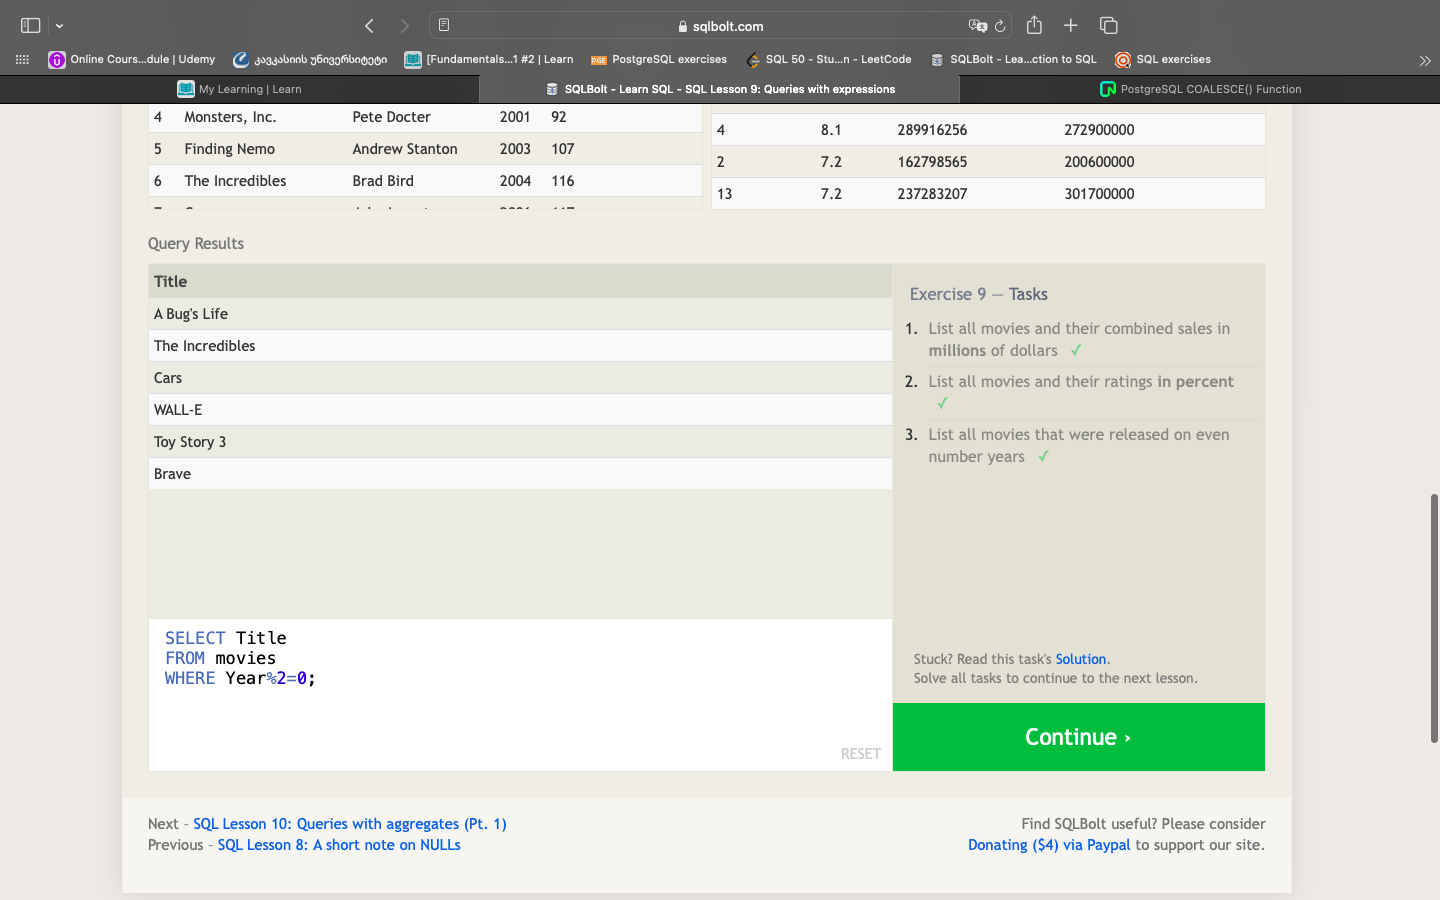 sqlbolt.com
Online Cours...dule | Udemy
კავკასიის უნივერსიტეტი
[Fundamentals...1 #2 | Learn
PGE PostgreSQL exercises
SQL 50 - Stu...n - LeetCode
SQLBolt - Lea...ction to SQL
SQL exercises
My Learning | Learn
SQLBolt - Learn SQL - SQL Lesson 9: Queries with expressions
PostgreSQL COALESCE() Function
4 Monsters, Inc. Pete Docter 2001 92
5 Finding Nemo Andrew Stanton 2003 107
6 The Incredibles Brad Bird 2004 116
4 8.1 289916256 272900000
2 7.2 162798565 200600000
13 7.2 237283207 301700000
Query Results
Title
A Bug's Life
The Incredibles
Cars
WALL-E
Toy Story 3
Brave
SELECT Title
FROM movies
WHERE Year%2=0;
RESET
Exercise 9 — Tasks
1. List all movies and their combined sales in
millions of dollars ✓
2. List all movies and their ratings in percent
✓
3. List all movies that were released on even
number years ✓
Stuck? Read this task's Solution.
Solve all tasks to continue to the next lesson.
Continue ›
Next – SQL Lesson 10: Queries with aggregates (Pt. 1)
Previous – SQL Lesson 8: A short note on NULLs
Find SQLBolt useful? Please consider
Donating ($4) via Paypal to support our site.